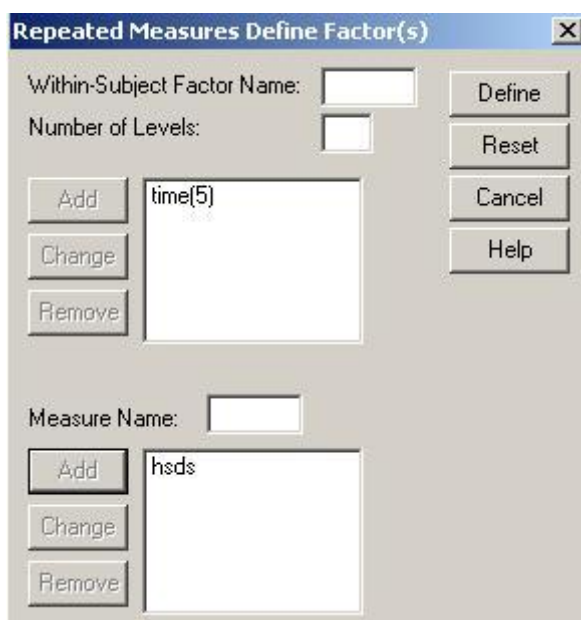 Repeated Measures Define Factor(s)
Within-Subject Factor Name:
Define
Number of Levels:
Reset
Add
time(5)
Cancel
Change
Help
Remove
Measure Name:
Add
hsds
Change
Remove